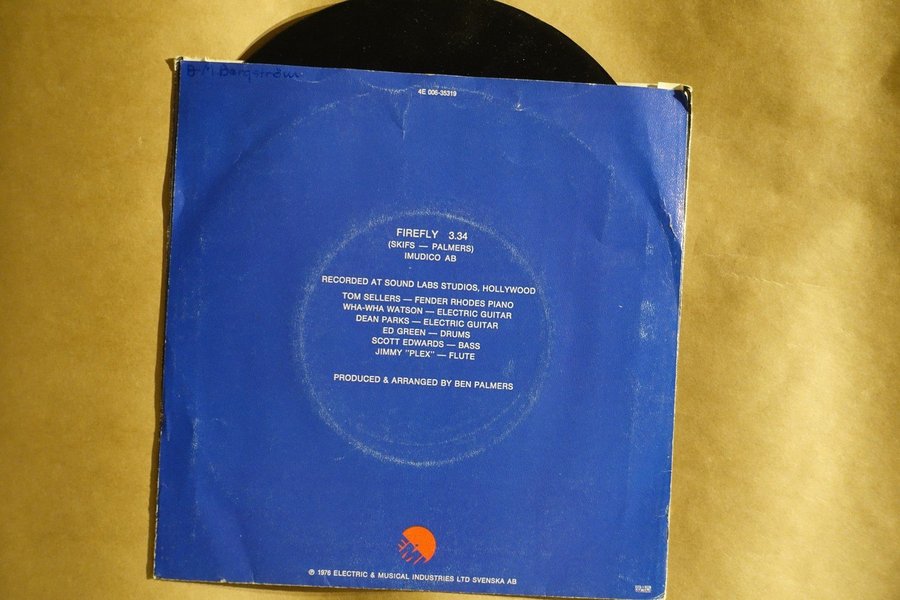 B-M Bergström
4E 006-35319
FIREFLY 3.34
(SKIFS — PALMERS)
IMUDICO AB
RECORDED AT SOUND LABS STUDIOS, HOLLYWOOD
TOM SELLERS — FENDER RHODES PIANO
WHA-WHA WATSON — ELECTRIC GUITAR
DEAN PARKS — ELECTRIC GUITAR
ED GREEN — DRUMS
SCOTT EDWARDS — BASS
JIMMY "PLEX" — FLUTE
PRODUCED & ARRANGED BY BEN PALMERS
EMI
℗ 1976 ELECTRIC & MUSICAL INDUSTRIES LTD SVENSKA AB